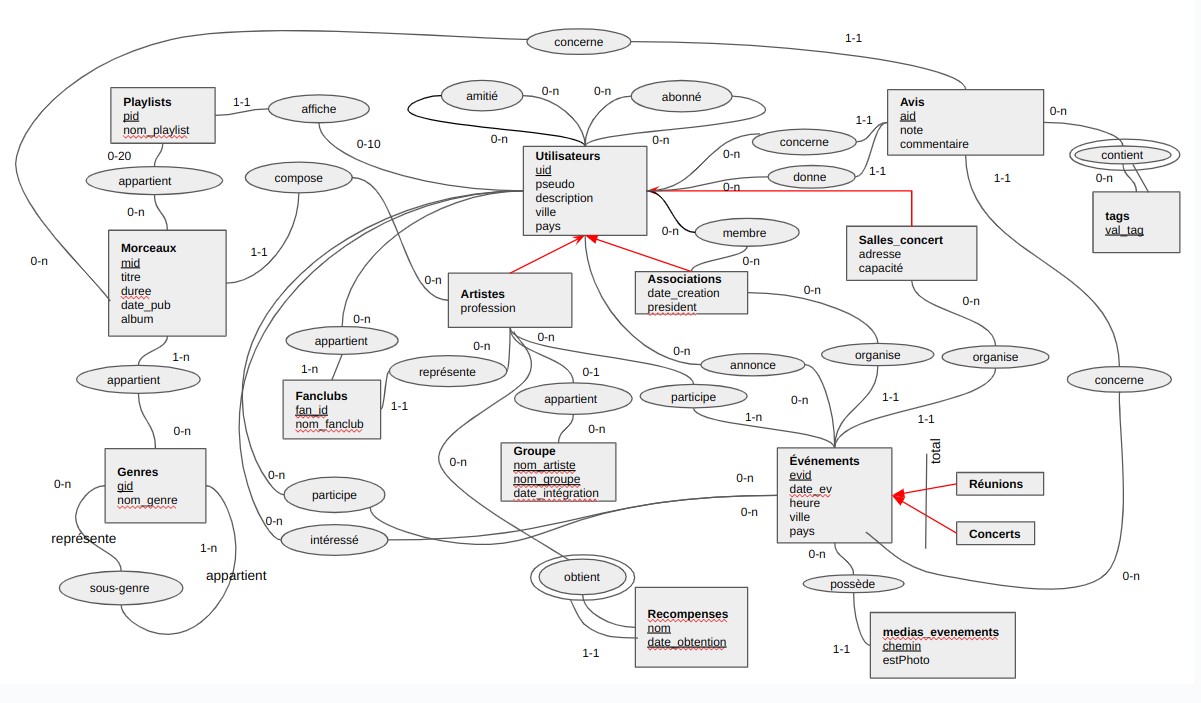 concerne
1-1
amitié
0-n
0-n
abonné
Playlists
pid
nom_playlist
1-1
affiche
Avis
aid
note
commentaire
0-n
0-10
0-n
0-n
concerne
1-1
0-n
0-20
appartient
compose
Utilisateurs
uid
pseudo
description
ville
pays
donne
1-1
0-n
contient
0-n
1-1
0-n
tags
val_tag
Morceaux
mid
titre
duree
date_pub
album
1-1
0-n
0-n
membre
0-n
Salles_concert
adresse
capacité
0-n
Artistes
profession
Associations
date_creation
president
0-n
0-n
0-n
appartient
0-n
0-n
0-n
organise
organise
1-n
appartient
1-n
représente
0-1
annonce
concerne
Fanclubs
fan_id
nom_fanclub
1-1
appartient
participe
0-n
1-1
1-n
1-1
0-n
0-n
Groupe
nom_artiste
nom_groupe
date_intégration
total
Genres
gid
nom_genre
0-n
0-n
0-n
0-n
Événements
evid
date_ev
heure
ville
pays
Réunions
participe
0-n
0-n
représente
intéressé
Concerts
1-n
appartient
0-n
sous-genre
obtient
possède
0-n
Recompenses
nom
date_obtention
1-1
1-1
medias_evenements
chemin
estPhoto